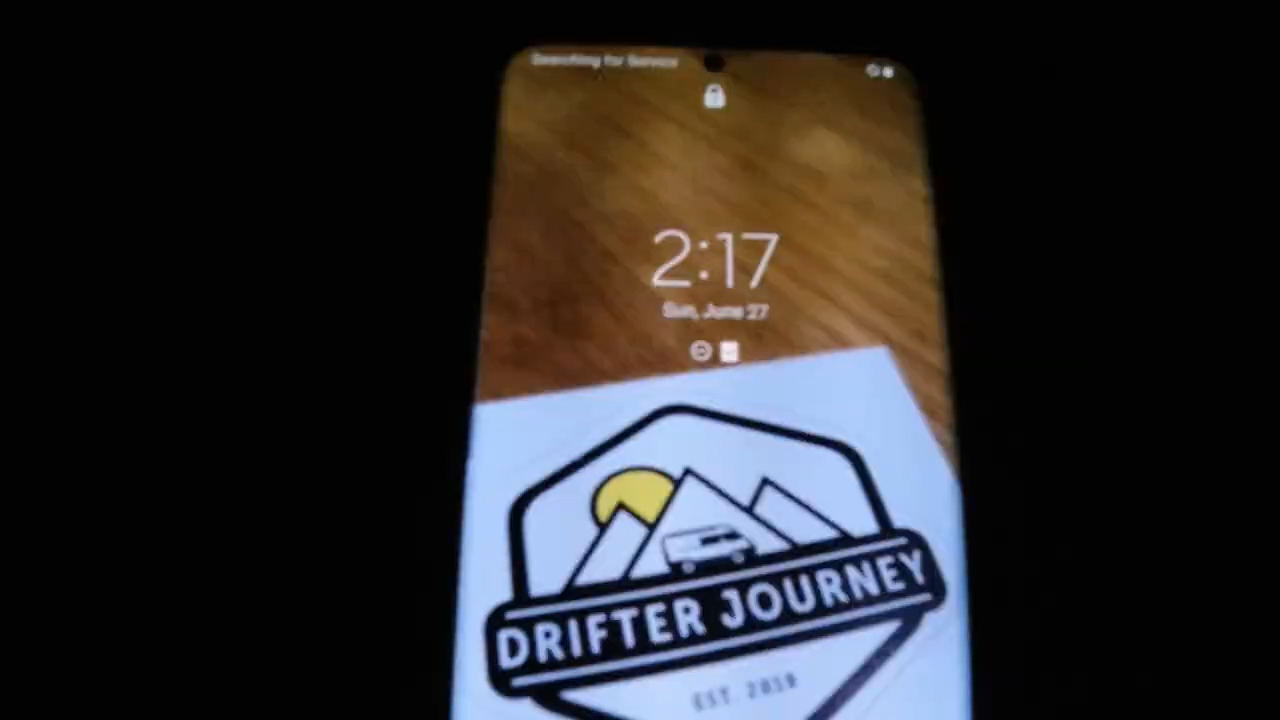 Searching for Service
2:17
Sun, June 27
DRIFTER JOURNEY
EST. 2019